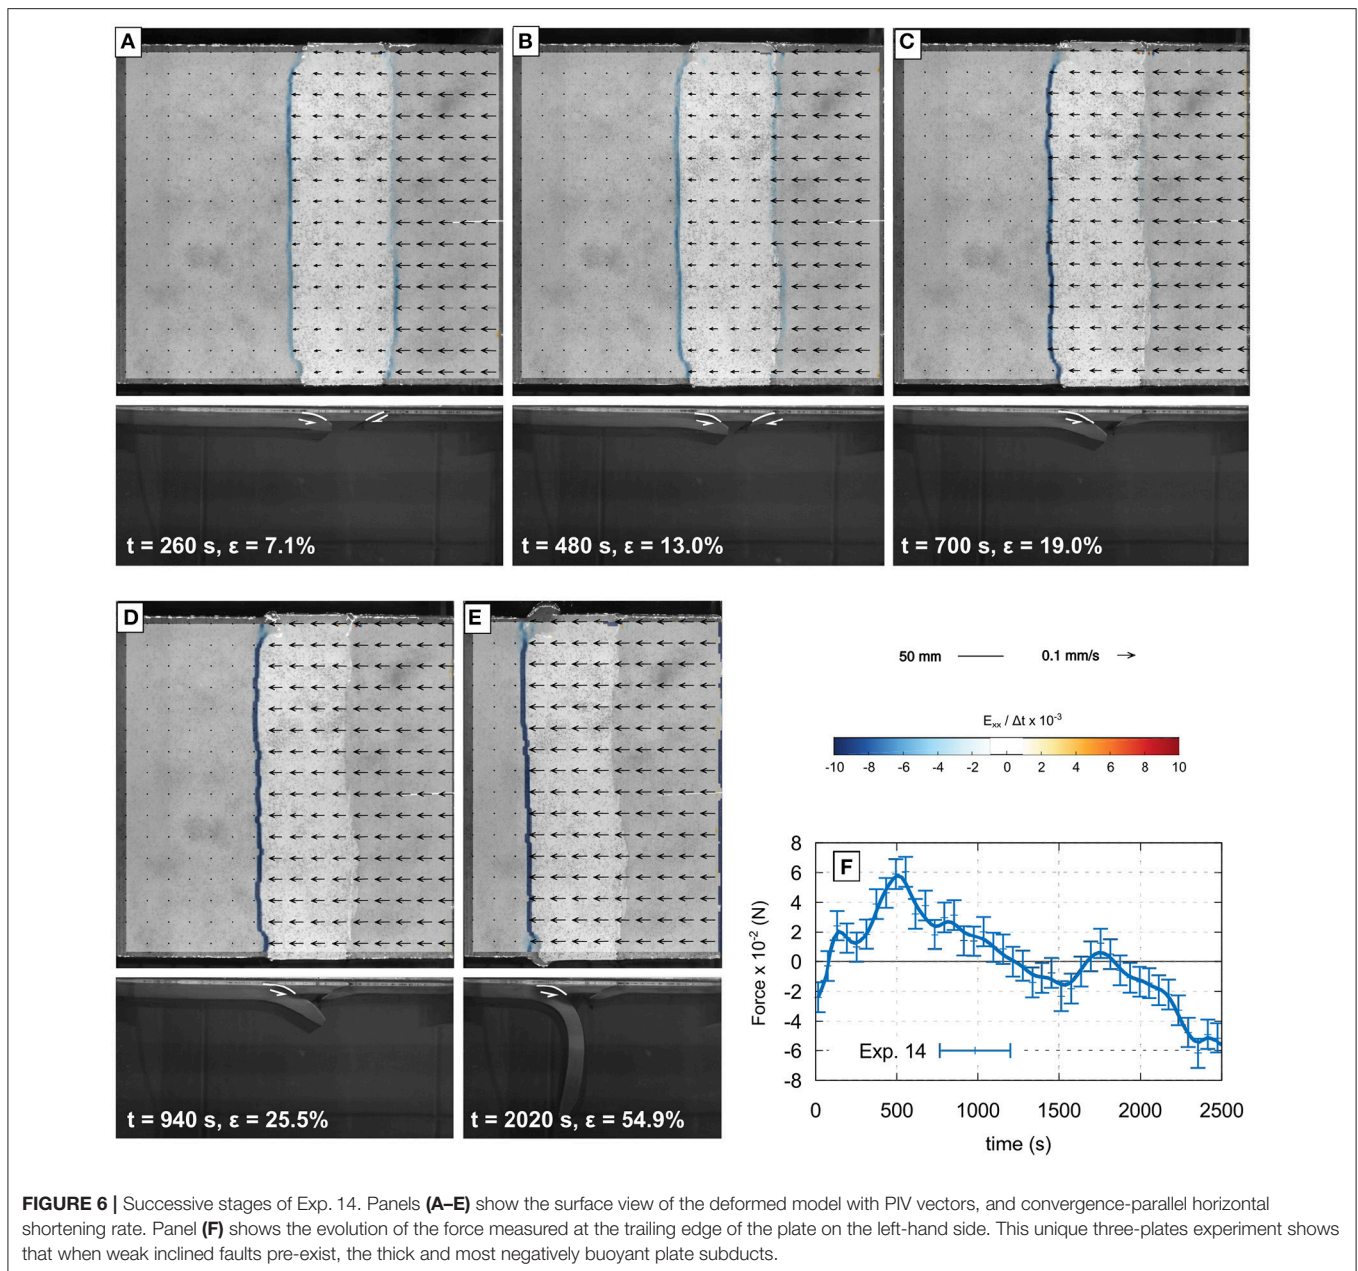 A
B
C
t = 260 s, ε = 7.1%
t = 480 s, ε = 13.0%
t = 700 s, ε = 19.0%
D
E
50 mm
0.1 mm/s
Exx / Δt x 10-3
-10 -8 -6 -4 -2 0 2 4 6 8 10
t = 940 s, ε = 25.5%
t = 2020 s, ε = 54.9%
F
8
6
4
2
0
-2
-4
-6
-8
Force x 10-2 (N)
Exp. 14
0 500 1000 1500 2000 2500
time (s)
FIGURE 6 | Successive stages of Exp. 14. Panels (A–E) show the surface view of the deformed model with PIV vectors, and convergence-parallel horizontal
shortening rate. Panel (F) shows the evolution of the force measured at the trailing edge of the plate on the left-hand side. This unique three-plates experiment shows
that when weak inclined faults pre-exist, the thick and most negatively buoyant plate subducts.